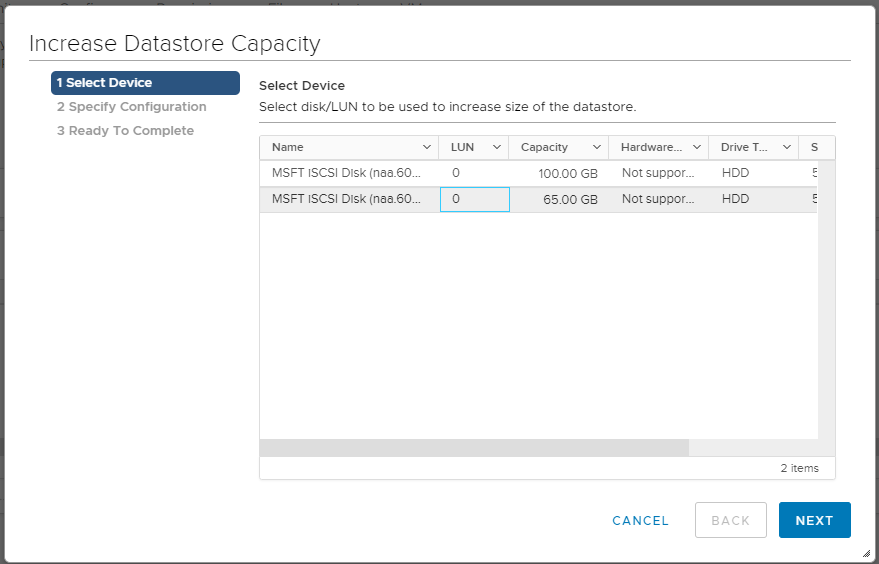 Increase Datastore Capacity
1 Select Device
2 Specify Configuration
3 Ready To Complete
Select Device
Select disk/LUN to be used to increase size of the datastore.
Name LUN Capacity Hardware... Drive T... S
MSFT iSCSI Disk (naa.60... 0 100.00 GB Not suppor... HDD 5
MSFT iSCSI Disk (naa.60... 0 65.00 GB Not suppor... HDD 5
2 items
CANCEL BACK NEXT